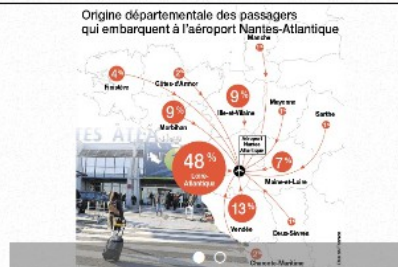 Origine départementale des passagers
qui embarquent à l'aéroport Nantes-Atlantique
Manche
4%
Finistère
Côtes-d'Armor
9%
Morbihan
9%
Ille-et-Vilaine
Mayenne
Sarthe
Aéroport
Nantes
Atlantique
48%
Loire-
Atlantique
7%
Maine-et-Loire
13%
Vendée
Deux-Sèvres
Charente-Maritime